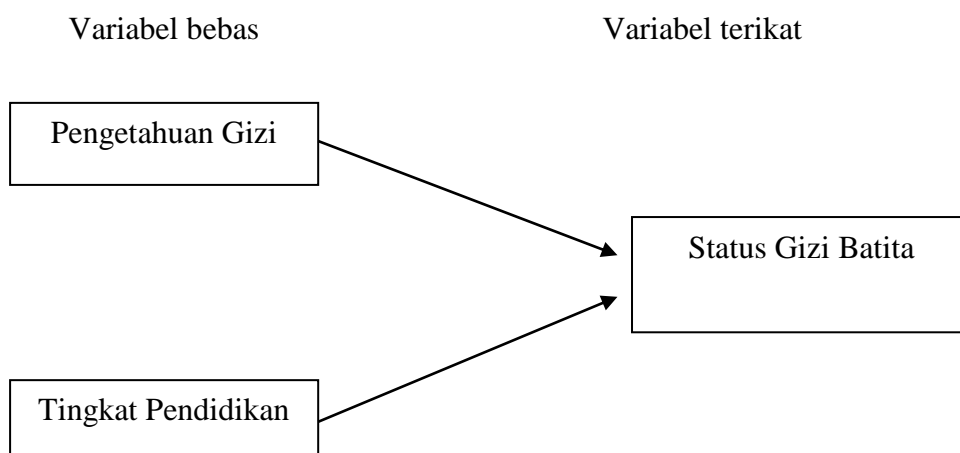 Variabel bebas
Variabel terikat
Pengetahuan Gizi
Status Gizi Batita
Tingkat Pendidikan